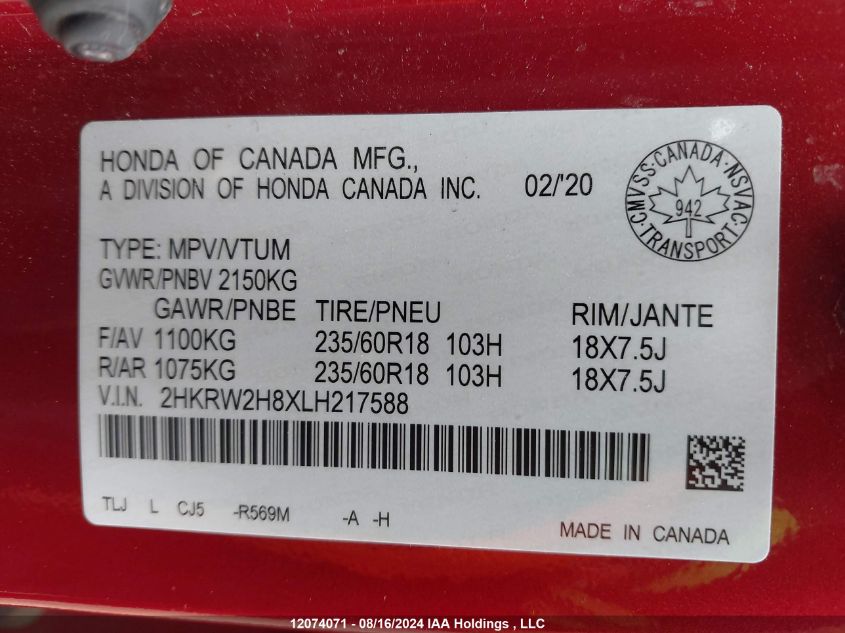 HONDA OF CANADA MFG.,
A DIVISION OF HONDA CANADA INC. 02/'20
CMVSS·CANADA·NSVAC·TRANSPORT·
942
TYPE: MPV/VTUM
GVWR/PNBV 2150KG
GAWR/PNBE TIRE/PNEU RIM/JANTE
F/AV 1100KG 235/60R18 103H 18X7.5J
R/AR 1075KG 235/60R18 103H 18X7.5J
V.I.N. 2HKRW2H8XLH217588
TLJ L CJ5 -R569M -A -H
MADE IN CANADA
12074071 - 08/16/2024 IAA Holdings , LLC